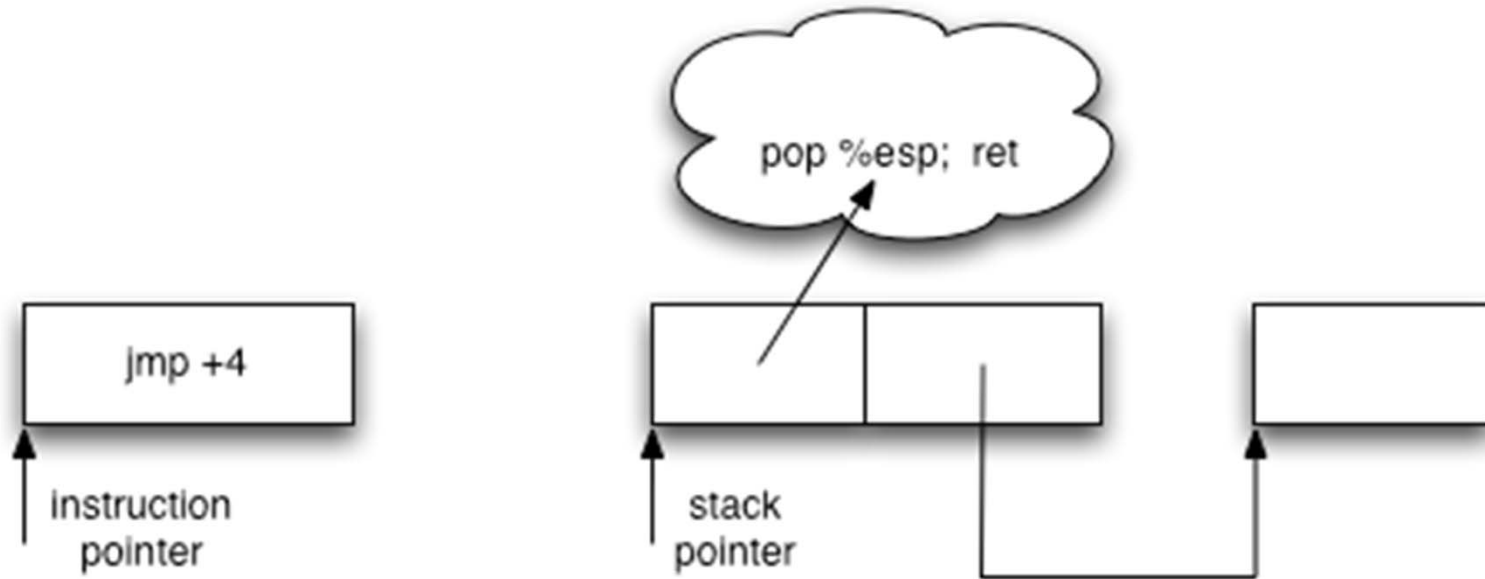 pop %esp; ret
jmp +4
instruction
pointer
stack
pointer